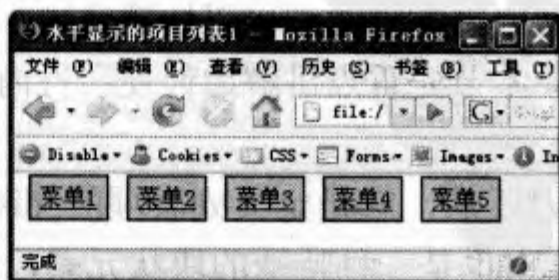 水平显示的项目列表1 - Mozilla Firefox
文件 (F) 编辑 (E) 查看 (V) 历史 (S) 书签 (B) 工具 (T)
file:/ G
Disable Cookies CSS Forms Images In
菜单1 菜单2 菜单3 菜单4 菜单5
完成